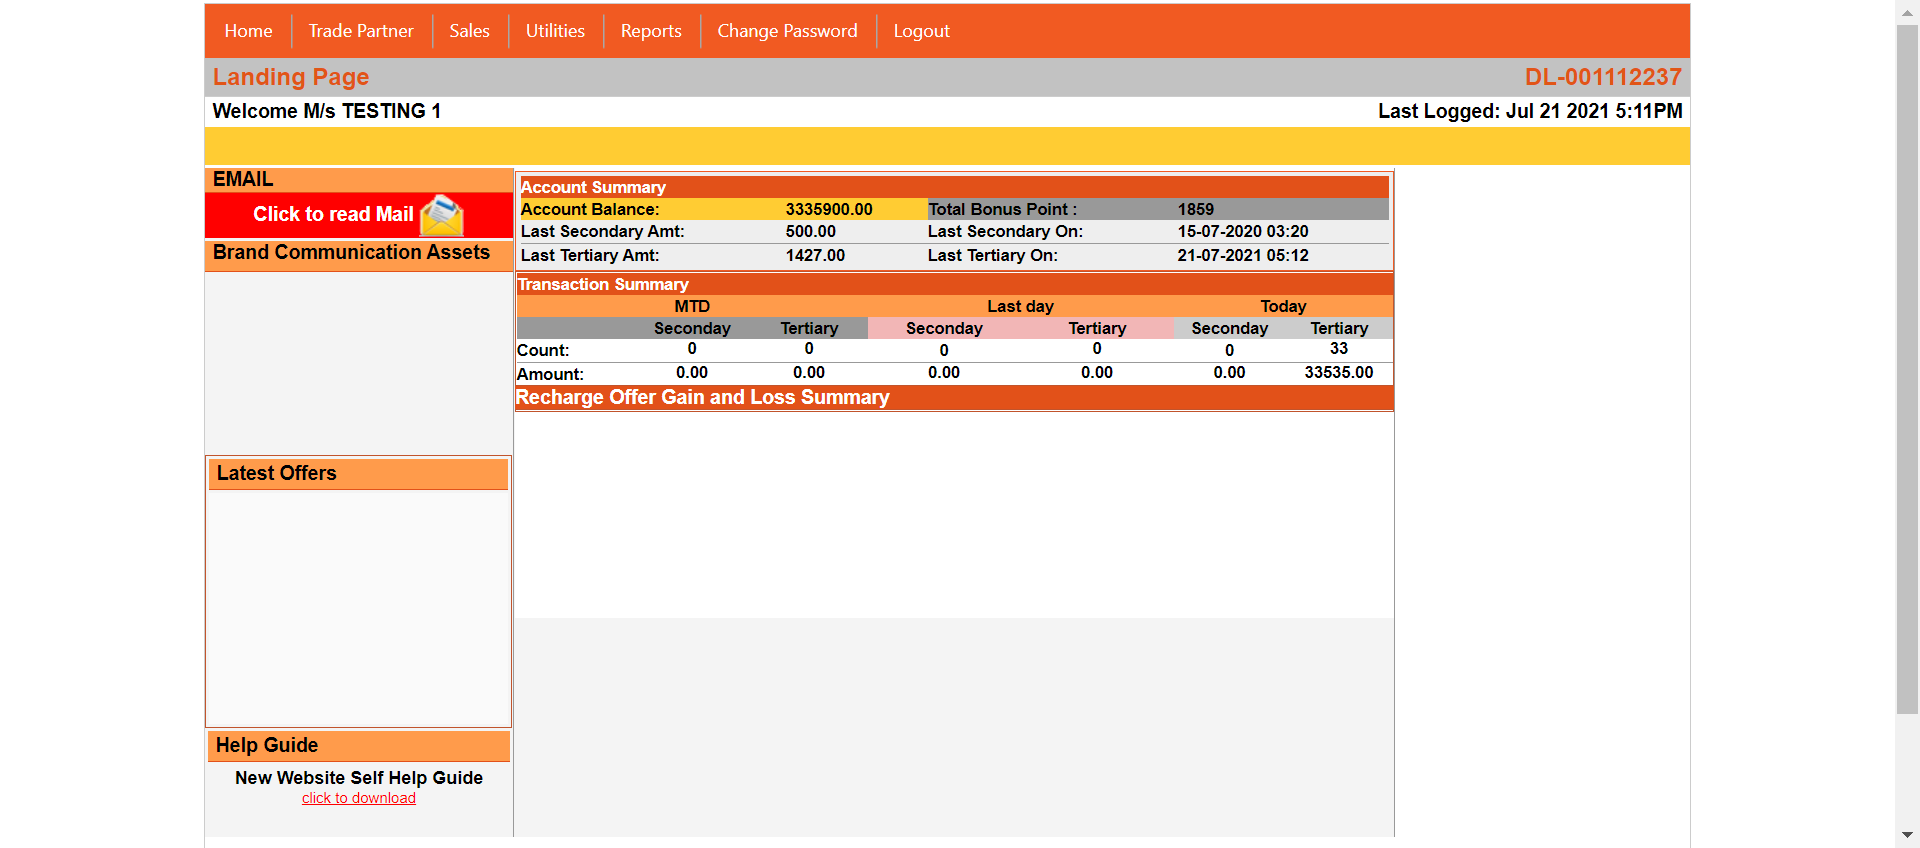 Home Trade Partner Sales Utilities Reports Change Password Logout
Landing Page DL-001112237
Welcome M/s TESTING 1 Last Logged: Jul 21 2021 5:11PM
EMAIL
Click to read Mail
Brand Communication Assets
Latest Offers
Help Guide
New Website Self Help Guide
click to download
Account Summary
Account Balance: 3335900.00 Total Bonus Point : 1859
Last Secondary Amt: 500.00 Last Secondary On: 15-07-2020 03:20
Last Tertiary Amt: 1427.00 Last Tertiary On: 21-07-2021 05:12
Transaction Summary
MTD Last day Today
Seconday Tertiary Seconday Tertiary Seconday Tertiary
Count: 0 0 0 0 0 33
Amount: 0.00 0.00 0.00 0.00 0.00 33535.00
Recharge Offer Gain and Loss Summary